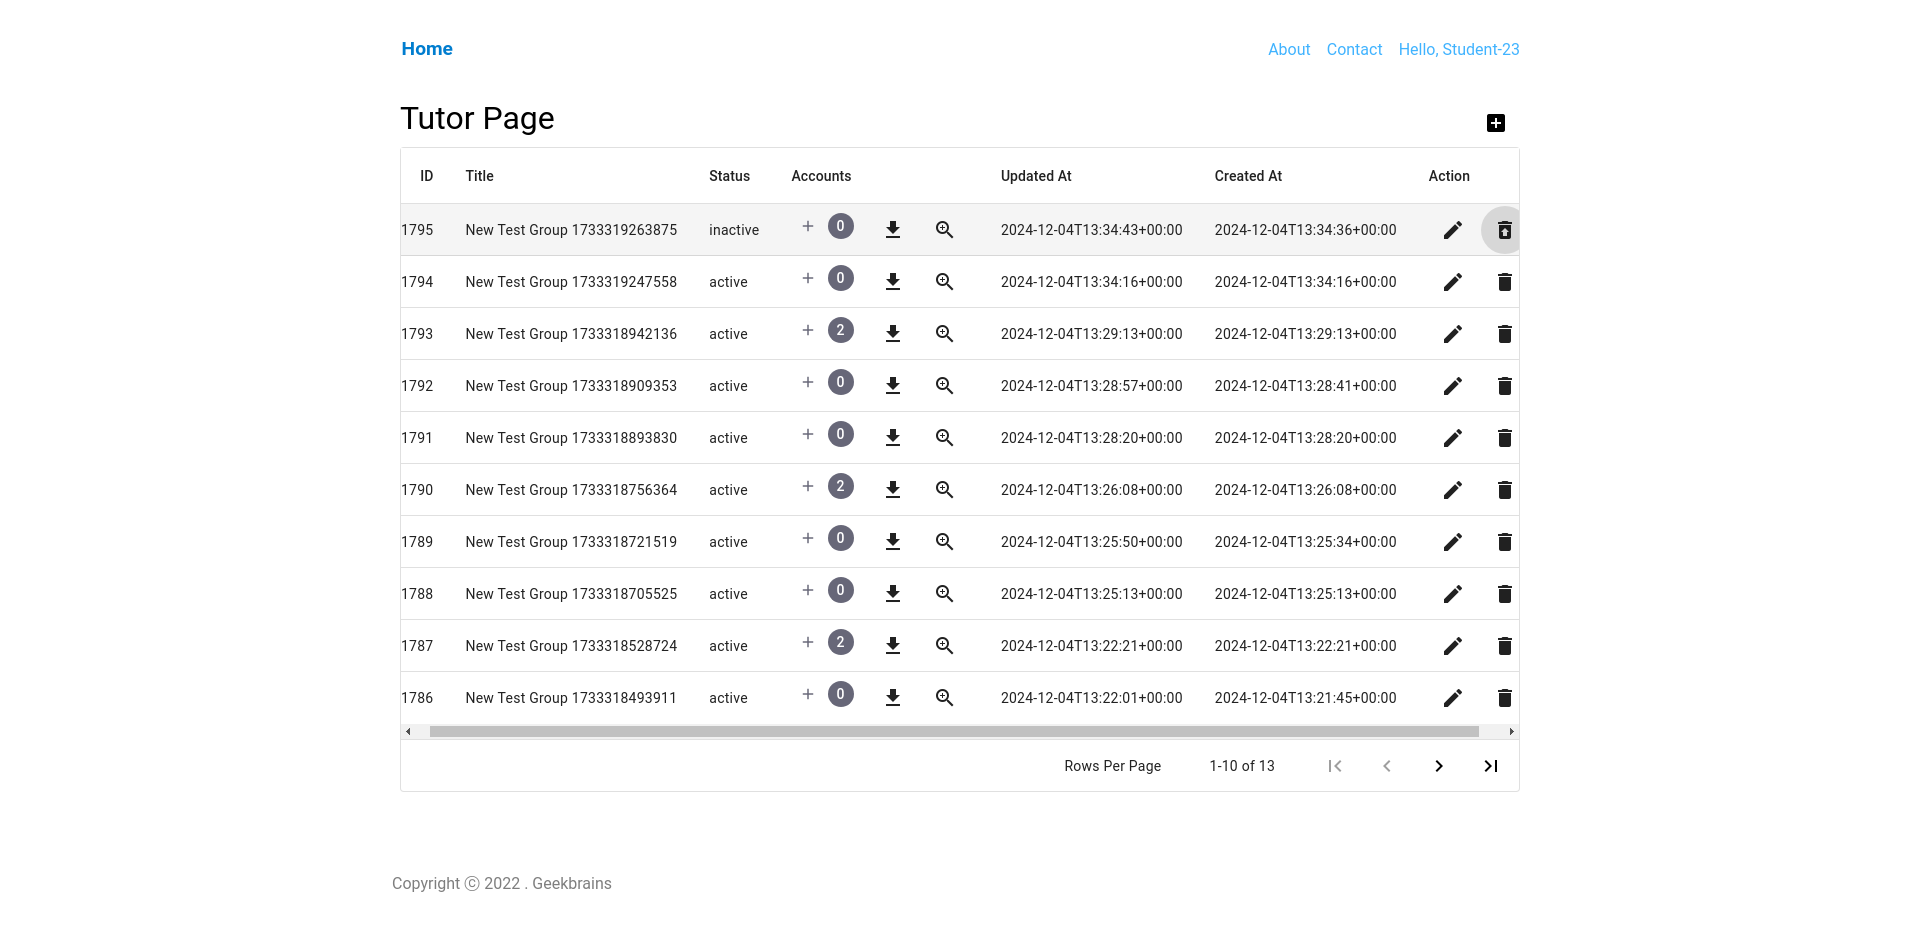 Home About Contact Hello, Student-23
Tutor Page
ID Title Status Accounts Updated At Created At Action
1795 New Test Group 1733319263875 inactive + 0 2024-12-04T13:34:43+00:00 2024-12-04T13:34:36+00:00
1794 New Test Group 1733319247558 active + 0 2024-12-04T13:34:16+00:00 2024-12-04T13:34:16+00:00
1793 New Test Group 1733318942136 active + 2 2024-12-04T13:29:13+00:00 2024-12-04T13:29:13+00:00
1792 New Test Group 1733318909353 active + 0 2024-12-04T13:28:57+00:00 2024-12-04T13:28:41+00:00
1791 New Test Group 1733318893830 active + 0 2024-12-04T13:28:20+00:00 2024-12-04T13:28:20+00:00
1790 New Test Group 1733318756364 active + 2 2024-12-04T13:26:08+00:00 2024-12-04T13:26:08+00:00
1789 New Test Group 1733318721519 active + 0 2024-12-04T13:25:50+00:00 2024-12-04T13:25:34+00:00
1788 New Test Group 1733318705525 active + 0 2024-12-04T13:25:13+00:00 2024-12-04T13:25:13+00:00
1787 New Test Group 1733318528724 active + 2 2024-12-04T13:22:21+00:00 2024-12-04T13:22:21+00:00
1786 New Test Group 1733318493911 active + 0 2024-12-04T13:22:01+00:00 2024-12-04T13:21:45+00:00
Rows Per Page 1-10 of 13
Copyright ⓒ 2022 . Geekbrains